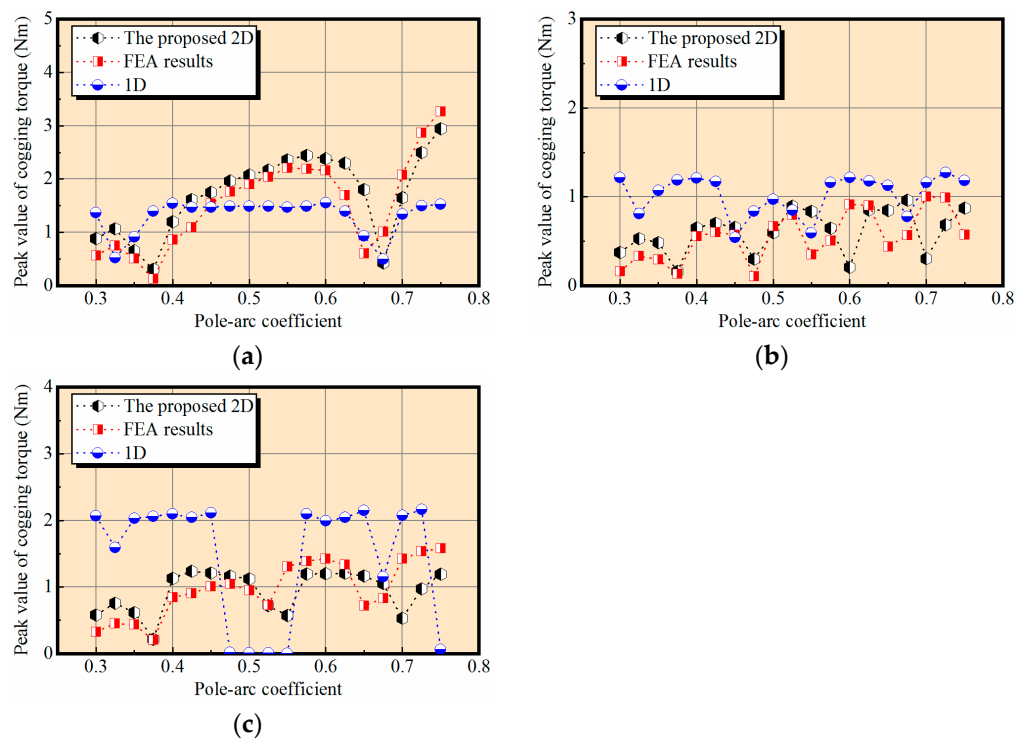 Peak value of cogging torque (Nm)
5
4
3
2
1
0
The proposed 2D
FEA results
1D
0.3 0.4 0.5 0.6 0.7 0.8
Pole-arc coefficient
(a)
Peak value of cogging torque (Nm)
3
2
1
0
The proposed 2D
FEA results
1D
0.3 0.4 0.5 0.6 0.7 0.8
Pole-arc coefficient
(b)
Peak value of cogging torque (Nm)
4
3
2
1
0
The proposed 2D
FEA results
1D
0.3 0.4 0.5 0.6 0.7 0.8
Pole-arc coefficient
(c)